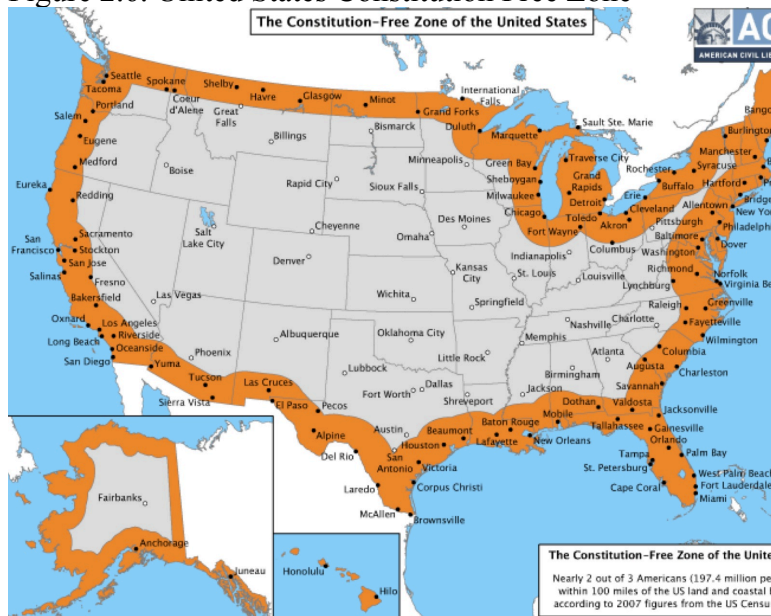 The Constitution-Free Zone of the United States
AMERICAN CIVIL
Seattle
Tacoma
Spokane
Coeur d'Alene
Portland
Salem
Eugene
Medford
Eureka
Redding
Sacramento
San Francisco
Stockton
San Jose
Salinas
Fresno
Bakersfield
Oxnard
Los Angeles
Long Beach
Riverside
Oceanside
San Diego
Shelby
Havre
Great Falls
Glasgow
Minot
Grand Forks
International Falls
Billings
Bismarck
Boise
Rapid City
Sioux Falls
Minneapolis
Duluth
Marquette
Sault Ste. Marie
Green Bay
Sheboygan
Milwaukee
Chicago
Traverse City
Grand Rapids
Detroit
Toledo
Fort Wayne
Cleveland
Akron
Erie
Columbus
Buffalo
Rochester
Syracuse
Burlington
Manchester
Hartford
Allentown
Pittsburgh
New York
Philadelphia
Baltimore
Dover
Washington
Richmond
Norfolk
Lynchburg
Raleigh
Greenville
Charlotte
Fayetteville
Wilmington
Columbia
Augusta
Charleston
Savannah
Salt Lake City
Cheyenne
Denver
Omaha
Des Moines
Kansas City
Indianapolis
St. Louis
Louisville
Wichita
Springfield
Las Vegas
Phoenix
Albuquerque
Oklahoma City
Little Rock
Memphis
Nashville
Atlanta
Birmingham
Jackson
Lubbock
Fort Worth
Dallas
Shreveport
Austin
Yuma
Tucson
Sierra Vista
Las Cruces
El Paso
Pecos
Alpine
Del Rio
Laredo
San Antonio
Houston
Beaumont
Victoria
Corpus Christi
McAllen
Brownsville
Baton Rouge
Lafayette
New Orleans
Mobile
Dothan
Valdosta
Tallahassee
Jacksonville
Gainesville
Orlando
Tampa
St. Petersburg
Palm Bay
Cape Coral
West Palm Beach
Fort Lauderdale
Miami
Fairbanks
Anchorage
Juneau
Honolulu
Hilo
The Constitution-Free Zone of the Unite
Nearly 2 out of 3 Americans (197.4 million pe
within 100 miles of the US land and coastal
according to 2007 figures from the US Census